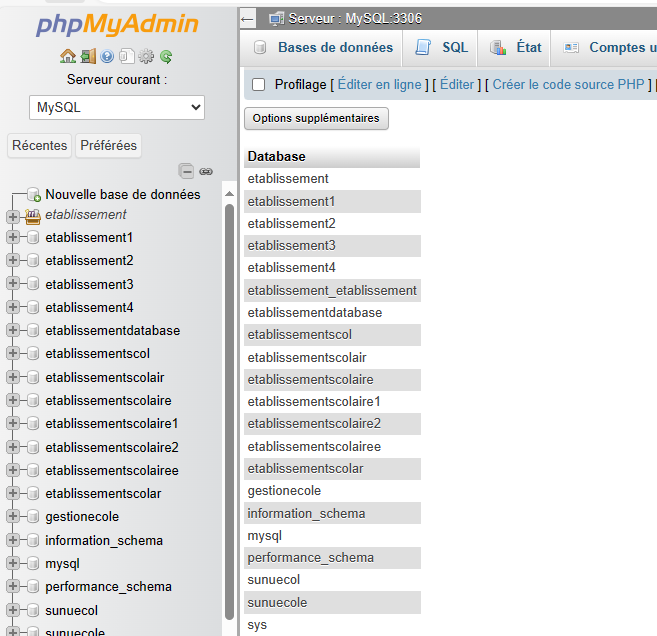 phpMyAdmin
Serveur courant :
MySQL
Récentes Préférées
Nouvelle base de données
etablissement
etablissement1
etablissement2
etablissement3
etablissement4
etablissementdatabase
etablissementscol
etablissementscolair
etablissementscolaire
etablissementscolaire1
etablissementscolaire2
etablissementscolairee
etablissementscolar
gestionecole
information_schema
mysql
performance_schema
sunuecol
sunuecole
Serveur : MySQL:3306
Bases de données SQL État Comptes u
Profilage [ Éditer en ligne ] [ Éditer ] [ Créer le code source PHP ] [
Options supplémentaires
Database
etablissement
etablissement1
etablissement2
etablissement3
etablissement4
etablissement_etablissement
etablissementdatabase
etablissementscol
etablissementscolair
etablissementscolaire
etablissementscolaire1
etablissementscolaire2
etablissementscolairee
etablissementscolar
gestionecole
information_schema
mysql
performance_schema
sunuecol
sunuecole
sys